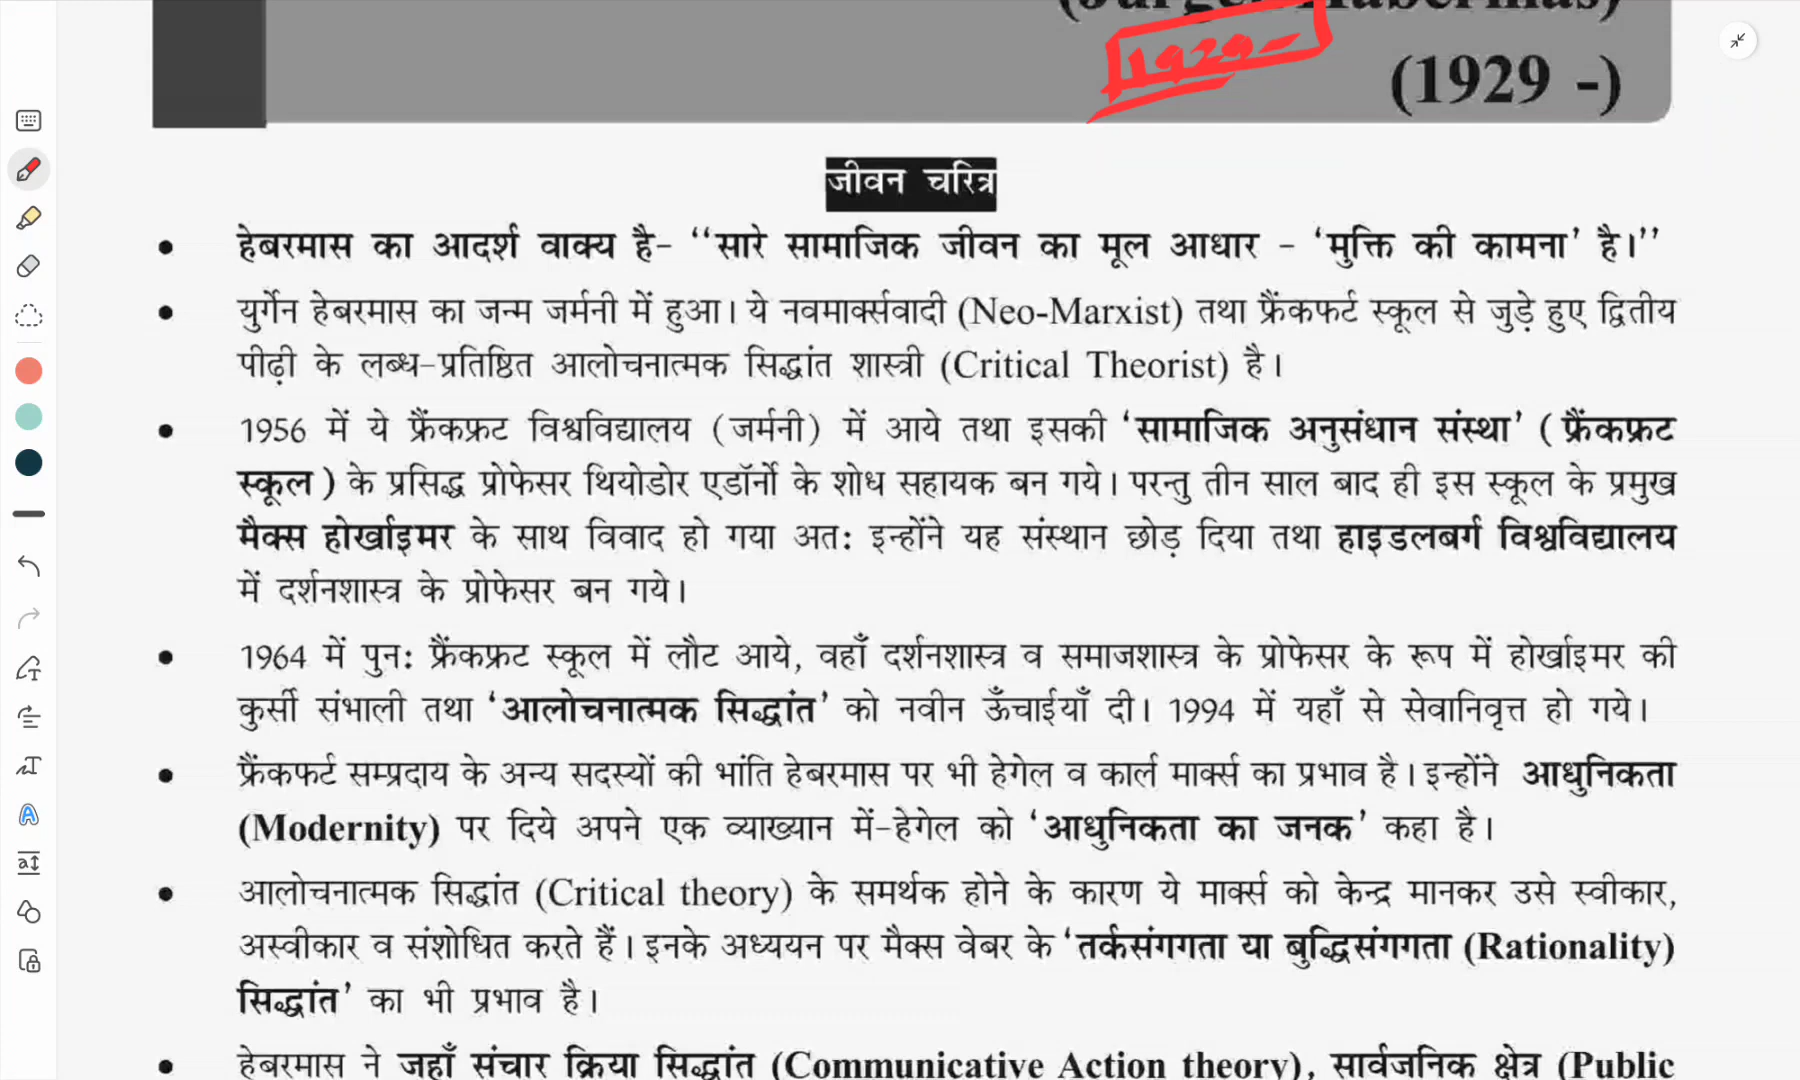 (Jurgen Habermas)
1929-
(1929 -)
जीवन चरित्र
• हेबरमास का आदर्श वाक्य है- ‘‘सारे सामाजिक जीवन का मूल आधार - ‘मुक्ति की कामना’ है।’’
• युर्गेन हेबरमास का जन्म जर्मनी में हुआ। ये नवमार्क्सवादी (Neo-Marxist) तथा फ्रैंकफर्ट स्कूल से जुड़े हुए द्वितीय
पीढ़ी के लब्ध-प्रतिष्ठित आलोचनात्मक सिद्धांत शास्त्री (Critical Theorist) है।
• 1956 में ये फ्रैंकफ्रट विश्वविद्यालय (जर्मनी) में आये तथा इसकी ‘सामाजिक अनुसंधान संस्था’ (फ्रैंकफ्रट
स्कूल) के प्रसिद्ध प्रोफेसर थियोडोर एडॉर्नो के शोध सहायक बन गये। परन्तु तीन साल बाद ही इस स्कूल के प्रमुख
मैक्स होर्खाइमर के साथ विवाद हो गया अतः इन्होंने यह संस्थान छोड़ दिया तथा हाइडलबर्ग विश्वविद्यालय
में दर्शनशास्त्र के प्रोफेसर बन गये।
• 1964 में पुनः फ्रैंकफ्रट स्कूल में लौट आये, वहाँ दर्शनशास्त्र व समाजशास्त्र के प्रोफेसर के रूप में होर्खाइमर की
कुर्सी संभाली तथा ‘आलोचनात्मक सिद्धांत’ को नवीन ऊँचाईयाँ दी। 1994 में यहाँ से सेवानिवृत्त हो गये।
• फ्रैंकफर्ट सम्प्रदाय के अन्य सदस्यों की भांति हेबरमास पर भी हेगेल व कार्ल मार्क्स का प्रभाव है। इन्होंने आधुनिकता
(Modernity) पर दिये अपने एक व्याख्यान में-हेगेल को ‘आधुनिकता का जनक’ कहा है।
• आलोचनात्मक सिद्धांत (Critical theory) के समर्थक होने के कारण ये मार्क्स को केन्द्र मानकर उसे स्वीकार,
अस्वीकार व संशोधित करते हैं। इनके अध्ययन पर मैक्स वेबर के ‘तर्कसंगगता या बुद्धिसंगगता (Rationality)
सिद्धांत’ का भी प्रभाव है।
• हेबरमास ने जहाँ संचार क्रिया सिद्धांत (Communicative Action theory), सार्वजनिक क्षेत्र (Public